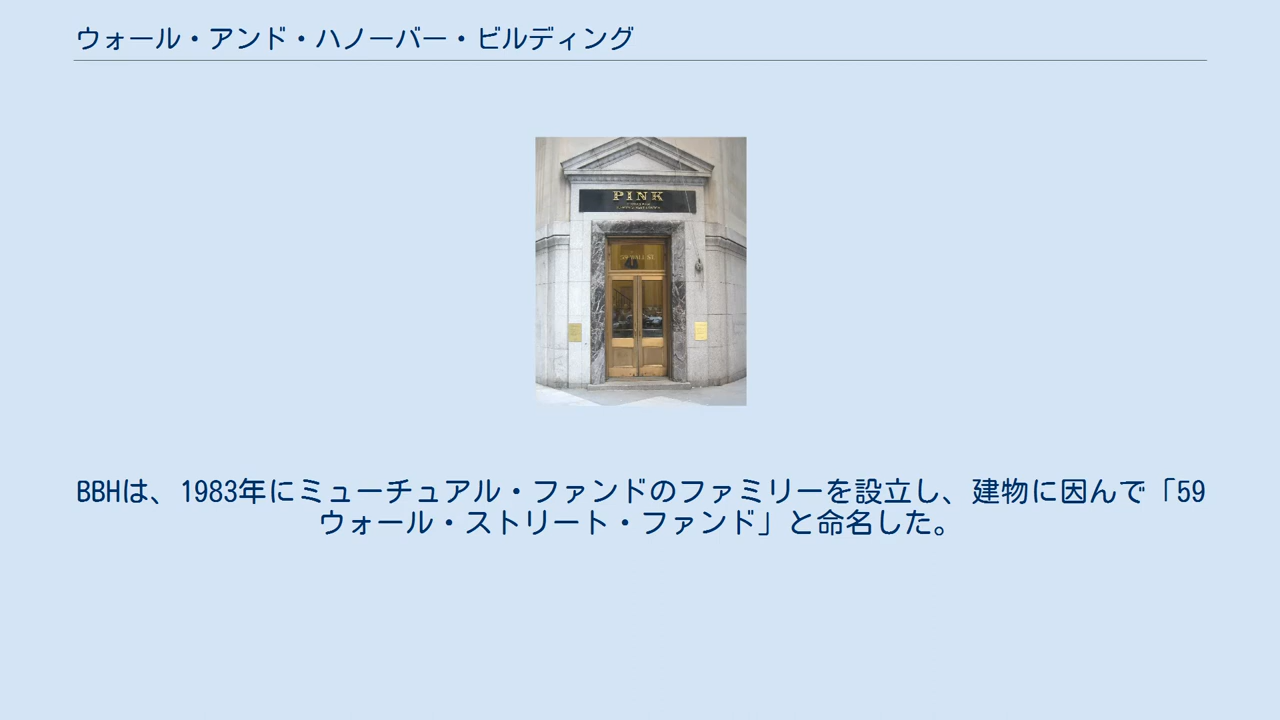 ウォール・アンド・ハノーバー・ビルディング
PINK
59 WALL ST.
BBHは、1983年にミューチュアル・ファンドのファミリーを設立し、建物に因んで「59
ウォール・ストリート・ファンド」と命名した。